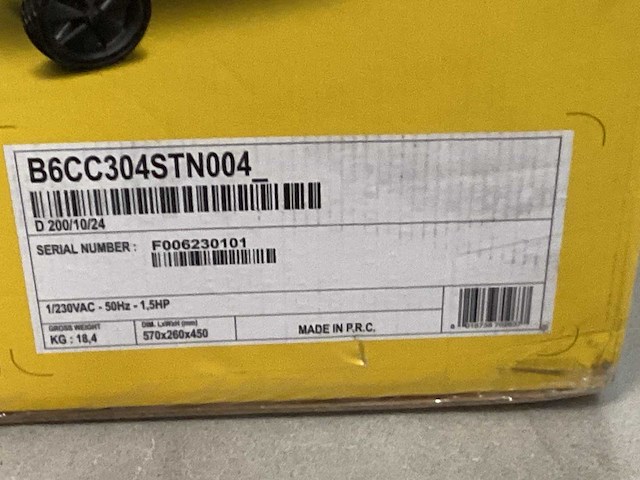 B6CC304STN004_
D 200/10/24
SERIAL NUMBER : F006230101
1/230VAC - 50Hz - 1,5HP
GROSS WEIGHT
KG : 18,4
DIM. LxWxH (mm)
570x260x450
MADE IN P.R.C.